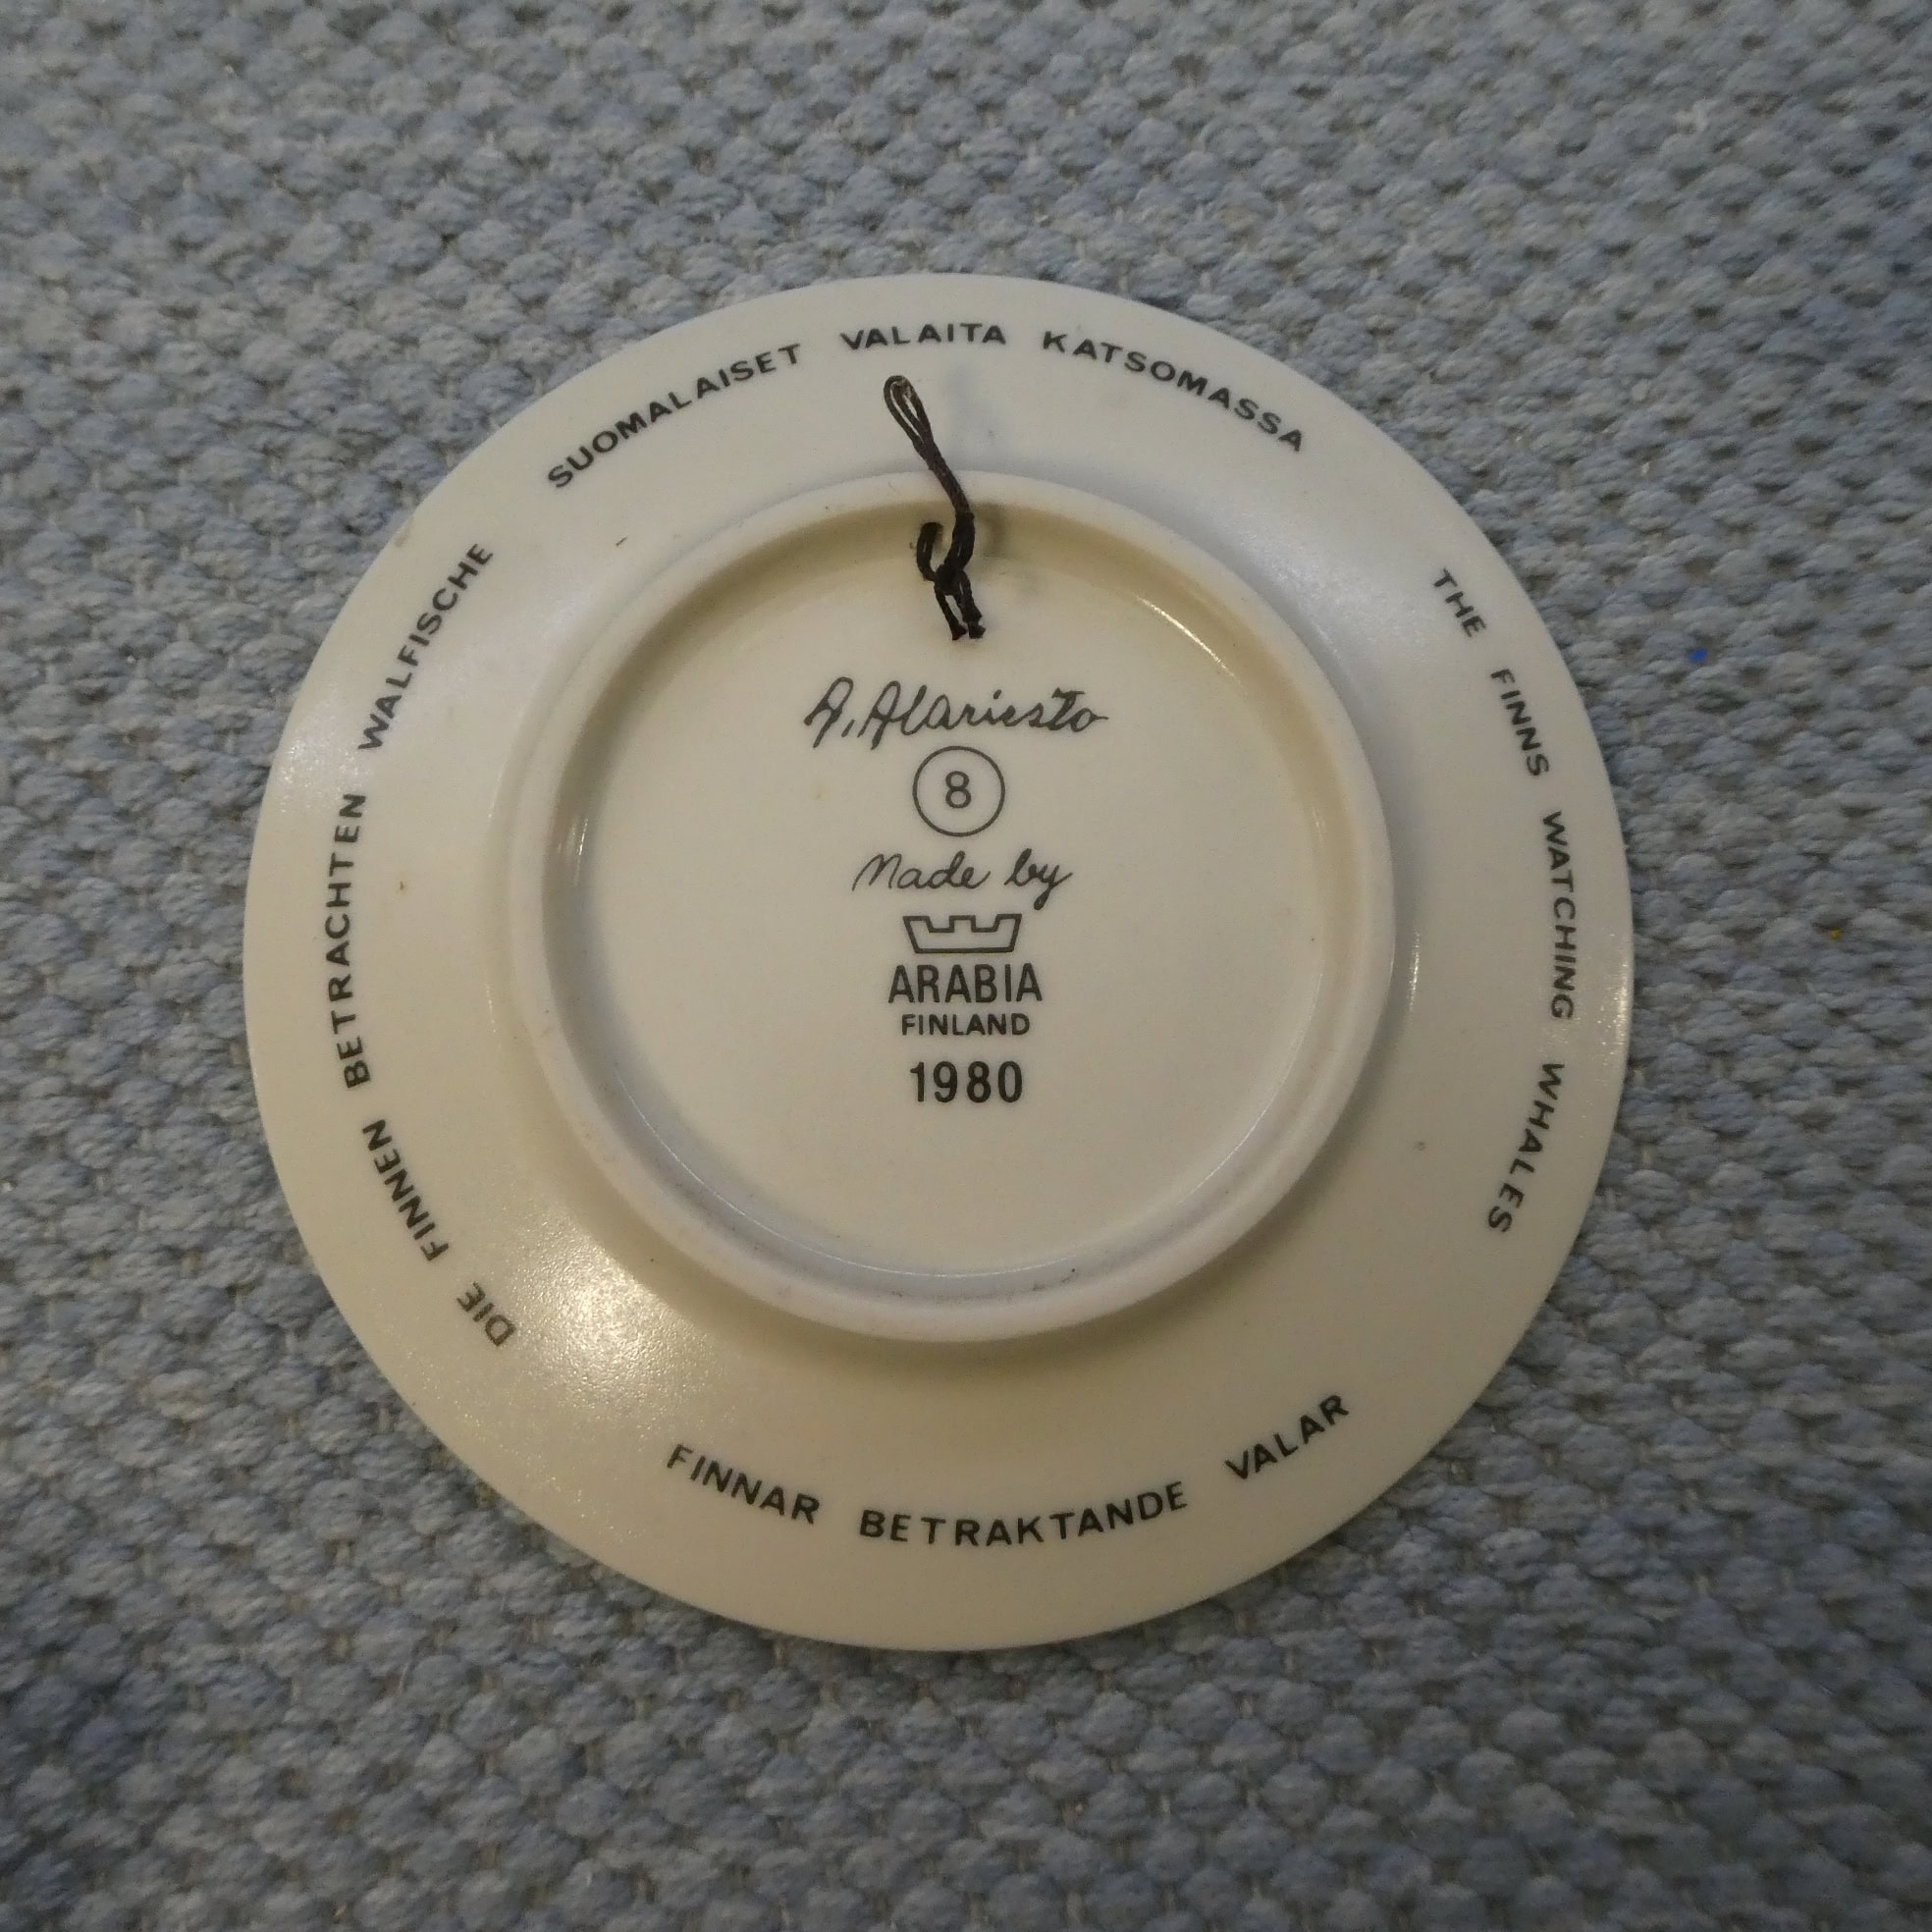 SUOMALAISET VALAITA KATSOMASSA
THE FINNS WATCHING WHALES
FINNAR BETRAKTANDE VALAR
DIE FINNEN BETRACHTEN WALFISCHE
A. Alariesto
8
Made by
ARABIA
FINLAND
1980